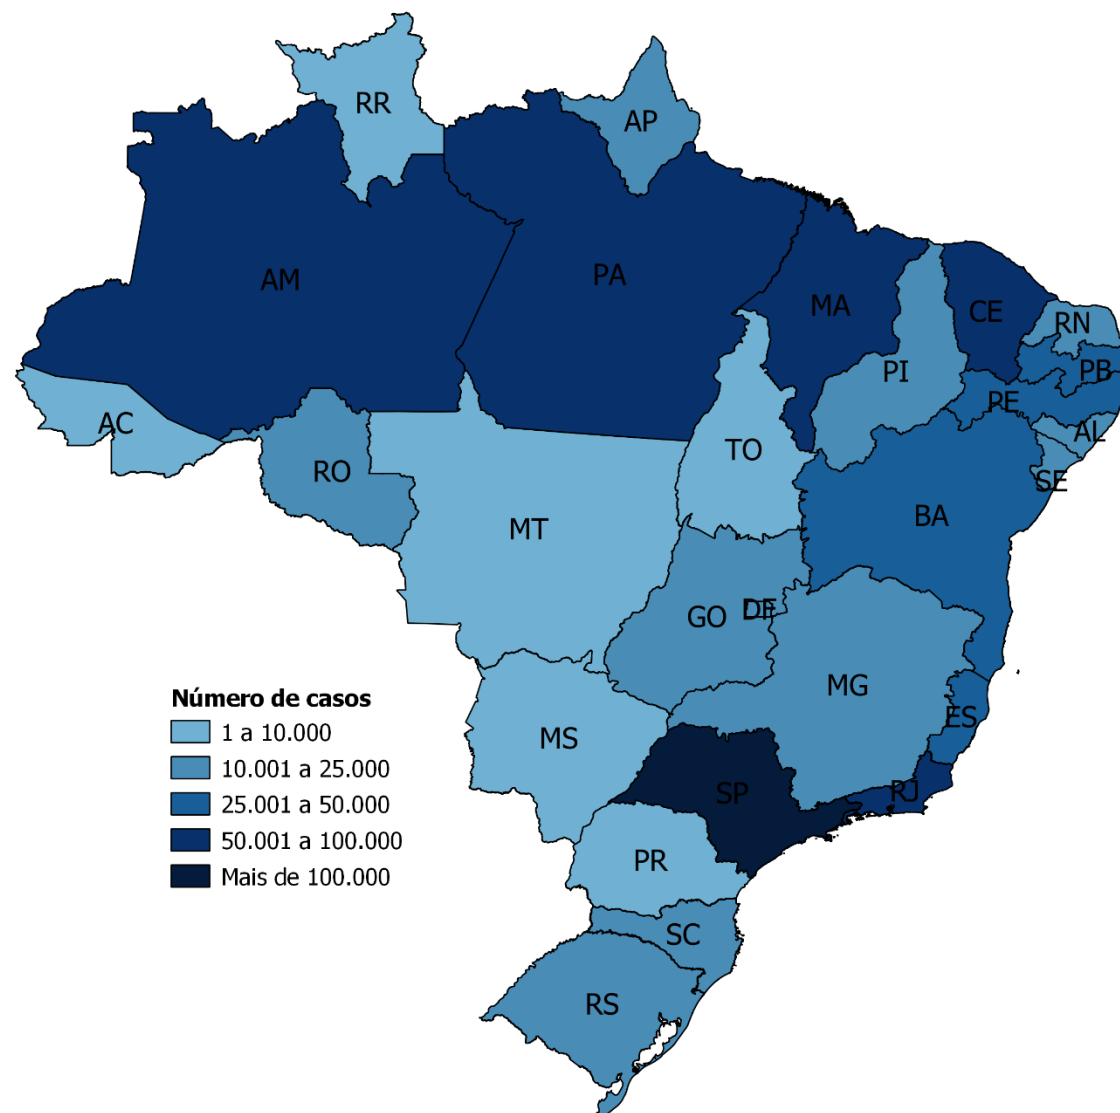 RR
AP
AM
PA
MA
CE
RN
PI
PB
PE
AC
AL
TO
RO
SE
BA
MT
DF
GO
MG
ES
MS
SP
RJ
PR
SC
RS
Número de casos
1 a 10.000
10.001 a 25.000
25.001 a 50.000
50.001 a 100.000
Mais de 100.000